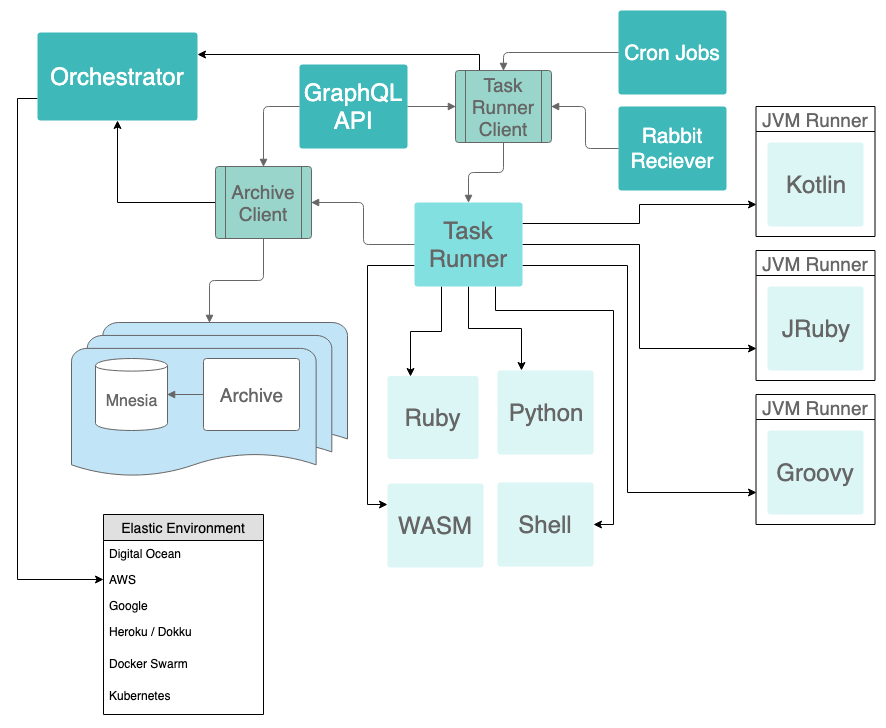 Orchestrator
GraphQL
API
Task
Runner
Client
Cron Jobs
Rabbit
Reciever
Archive
Client
Task
Runner
JVM Runner
Kotlin
JVM Runner
JRuby
JVM Runner
Groovy
Mnesia
Archive
Ruby
Python
WASM
Shell
Elastic Environment
Digital Ocean
AWS
Google
Heroku / Dokku
Docker Swarm
Kubernetes